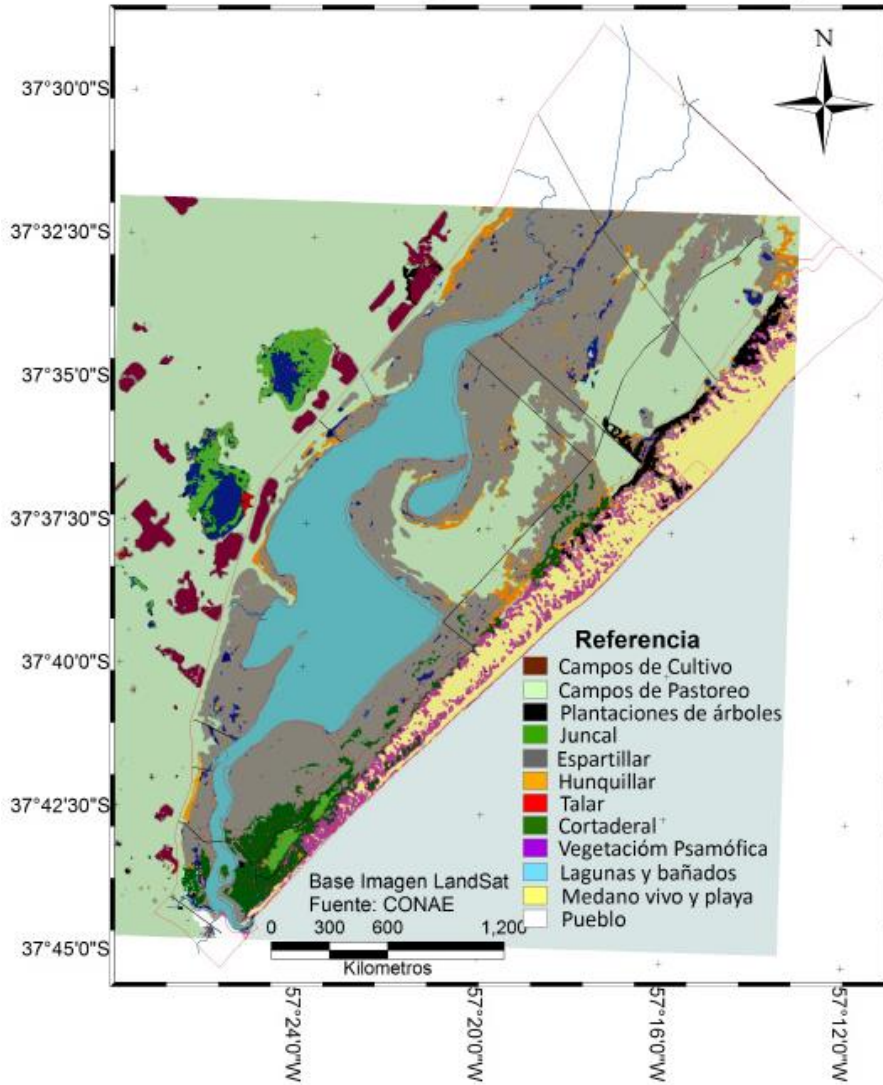 N
37°30'0"S
37°32'30"S
37°35'0"S
37°37'30"S
37°40'0"S
37°42'30"S
37°45'0"S
Referencia
Campos de Cultivo
Campos de Pastoreo
Plantaciones de árboles
Juncal
Espartillar
Hunquillar
Talar
Cortaderal
Vegetacióm Psamófica
Lagunas y bañados
Medano vivo y playa
Pueblo
Base Imagen LandSat
Fuente: CONAE
0 300 600 1,200
Kilometros
57°24'0"W
57°20'0"W
57°16'0"W
57°12'0"W